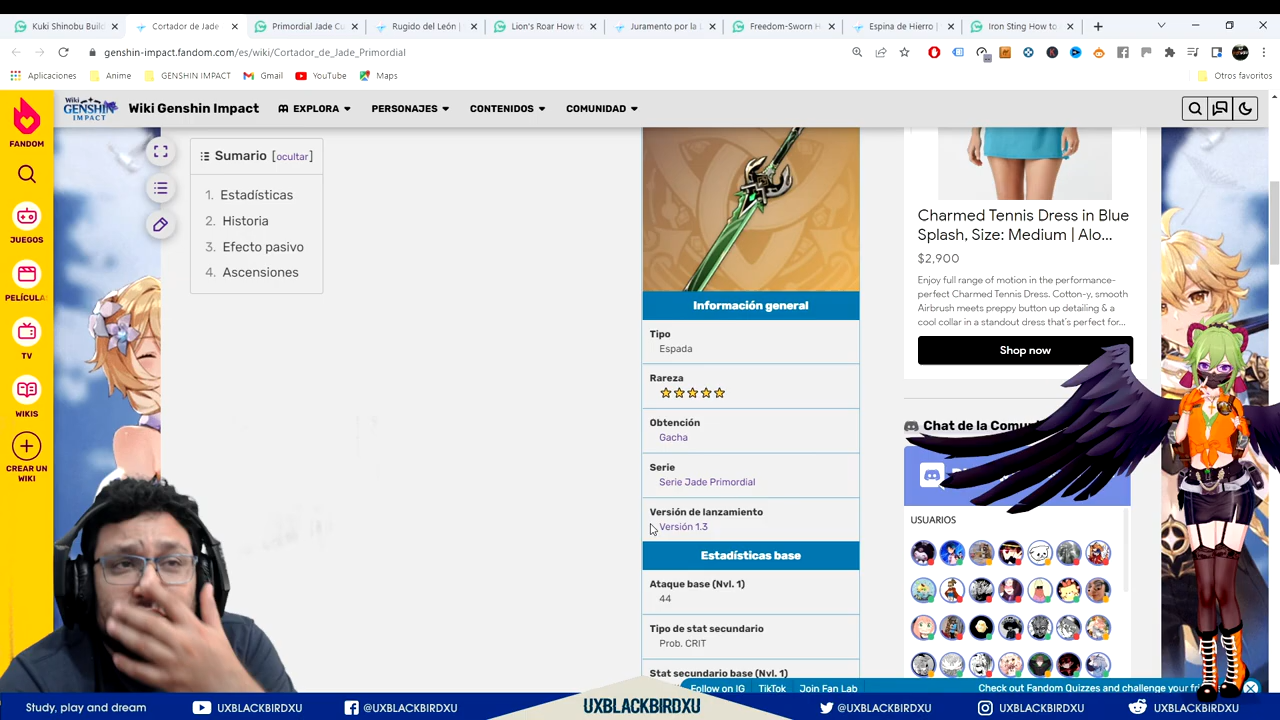 Kuki Shinobu Build
Cortador de Jade
Primordial Jade Cu
Rugido del León |
Lion's Roar How to
Juramento por la
Freedom-Sworn H
Espina de Hierro |
Iron Sting How to
genshin-impact.fandom.com/es/wiki/Cortador_de_Jade_Primordial
Aplicaciones
Anime
GENSHIN IMPACT
Gmail
YouTube
Maps
Otros favoritos
FANDOM
JUEGOS
PELÍCULA
TV
WIKIS
CREAR UN
WIKI
Wiki
GENSHIN
IMPACT
Wiki Genshin Impact
EXPLORA
PERSONAJES
CONTENIDOS
COMUNIDAD
Sumario [ocultar]
1. Estadísticas
2. Historia
3. Efecto pasivo
4. Ascensiones
Información general
Tipo
Espada
Rareza
Obtención
Gacha
Serie
Serie Jade Primordial
Versión de lanzamiento
Versión 1.3
Estadísticas base
Ataque base (Nvl. 1)
44
Tipo de stat secundario
Prob. CRIT
Stat secundario base (Nvl. 1)
Charmed Tennis Dress in Blue
Splash, Size: Medium | Alo...
$2,900
Enjoy full range of motion in the performance-
perfect Charmed Tennis Dress. Cotton-y, smooth
Airbrush meets preppy button up detailing & a
cool collar in a standout dress that's perfect for...
Shop now
Chat de la Comu
USUARIOS
Follow on IG
TikTok
Join Fan Lab
Check out Fandom Quizzes and challenge your fri
Study, play and dream
UXBLACKBIRDXU
@UXBLACKBIRDXU
UXBLACKBIRDXU
@UXBLACKBIRDXU
UXBLACKBIRDXU
UXBLACKBIRDXU